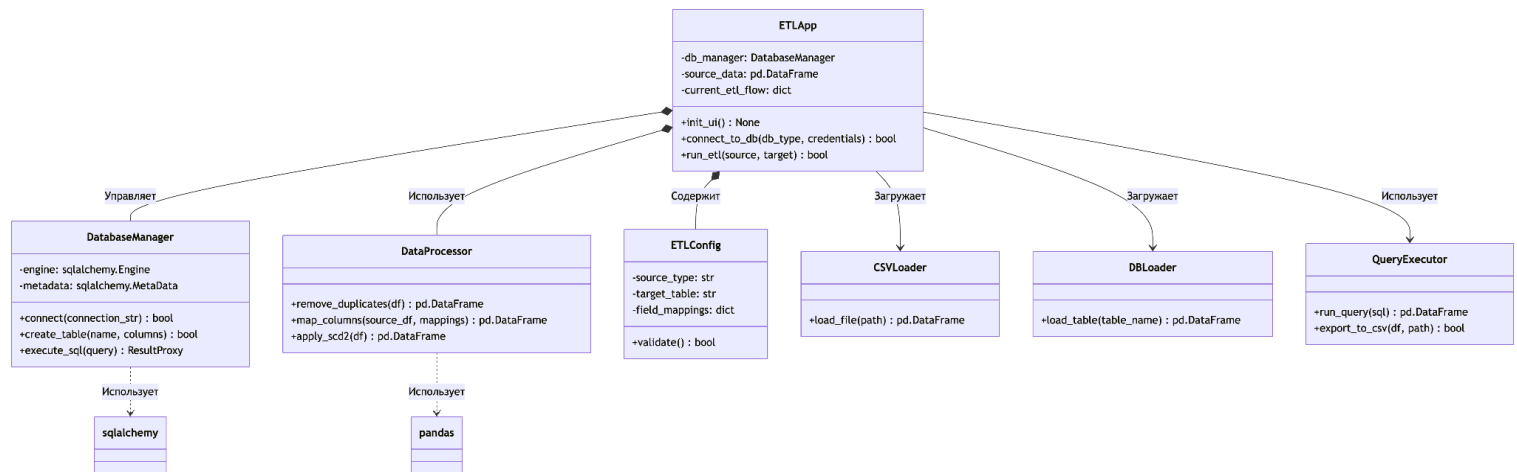 ETLApp
-db_manager: DatabaseManager
-source_data: pd.DataFrame
-current_etl_flow: dict
+init_ui() : None
+connect_to_db(db_type, credentials) : bool
+run_etl(source, target) : bool
Управляет
Использует
Содержит
Загружает
Загружает
Использует
DatabaseManager
-engine: sqlalchemy.Engine
-metadata: sqlalchemy.MetaData
+connect(connection_str) : bool
+create_table(name, columns) : bool
+execute_sql(query) : ResultProxy
DataProcessor
+remove_duplicates(df) : pd.DataFrame
+map_columns(source_df, mappings) : pd.DataFrame
+apply_scd2(df) : pd.DataFrame
ETLConfig
-source_type: str
-target_table: str
-field_mappings: dict
+validate() : bool
CSVLoader
+load_file(path) : pd.DataFrame
DBLoader
+load_table(table_name) : pd.DataFrame
QueryExecutor
+run_query(sql) : pd.DataFrame
+export_to_csv(df, path) : bool
Использует
Использует
sqlalchemy
pandas